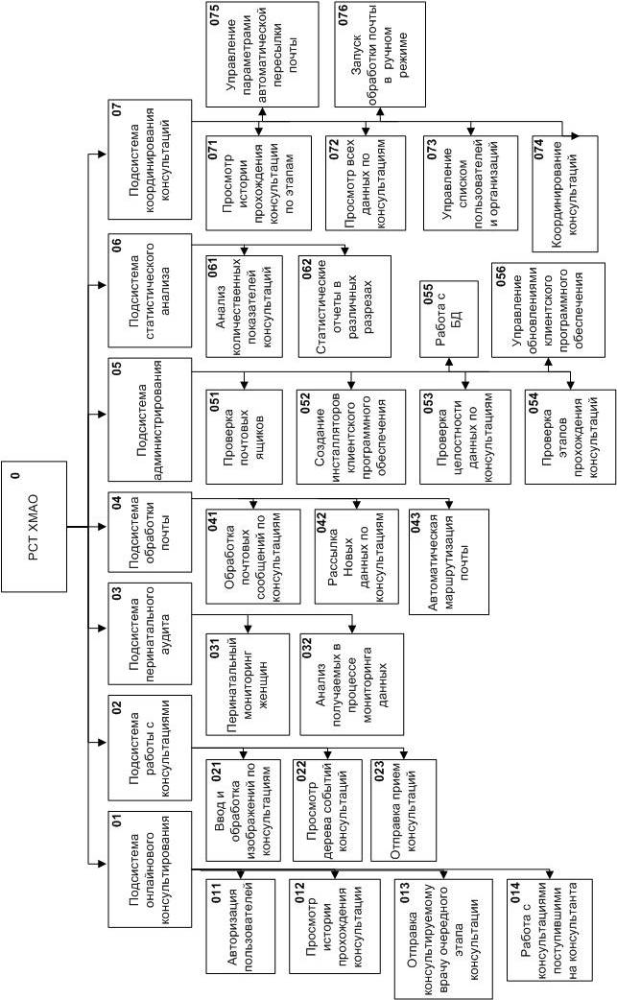 0
РСТ ХМАО
01
Подсистема
онлайнового
консультирования
02
Подсистема
работы с
консультациями
03
Подсистема
перинатального
аудита
04
Подсистема
обработки
почты
05
Подсистема
администрирования
06
Подсистема
статистического
анализа
07
Подсистема
координирования
консультаций
011
Авторизация
пользователей
012
Просмотр
истории
прохождения
консультации
013
Отправка
консультируемому
врачу очередного
этапа
консультации
014
Работа с
консультациями
поступившими
на консультанта
021
Ввод и
обработка
изображений по
консультациям
022
Просмотр
дерева событий
консультаций
023
Отправка прием
консультаций
031
Перинатальный
мониторинг
женщин
032
Анализ
получаемых в
процессе
мониторинга
данных
041
Обработка
почтовых
сообщений по
консультациям
042
Рассылка
Новых
данных по
консультациям
043
Автоматическая
маршрутизация
почты
051
Проверка
почтовых
ящиков
052
Создание
инсталляторов
клиентского
программного
обеспечения
053
Проверка
целостности
данных по
консультациям
054
Проверка
этапов
прохождения
консультации
055
Работа с
БД
056
Управление
обновлениями
клиентского
программного
обеспечения
061
Анализ
количественных
показателей
консультаций
062
Статистические
отчеты в
различных
разрезах
071
Просмотр
истории
прохождения
консультации
по этапам
072
Просмотр всех
данных по
консультациям
073
Управление
списком
пользователей
и организаций
074
Координирование
консультаций
075
Управление
параметрами
автоматической
пересылки
почты
076
Запуск
обработки почты
в ручном
режиме